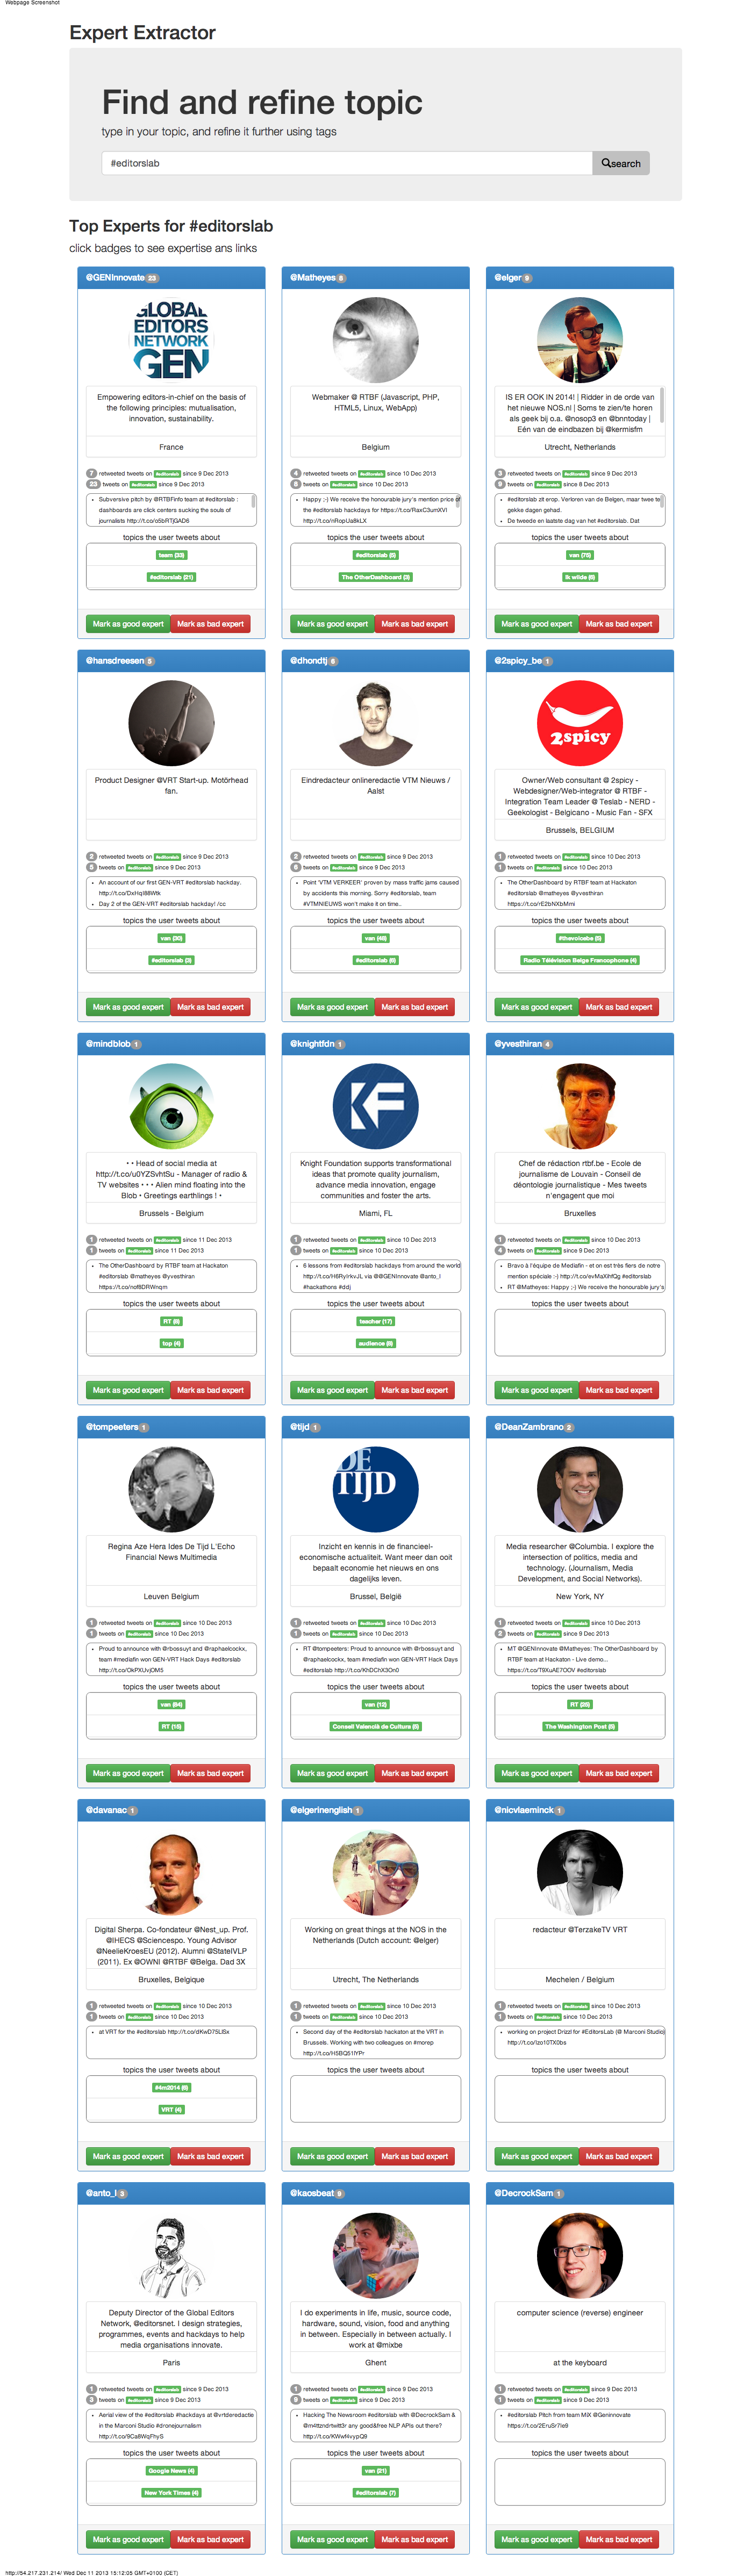 Webpage Screenshot
Expert Extractor
Find and refine topic
type in your topic, and refine it further using tags
#editorslab
search
Top Experts for #editorslab
click badges to see expertise ans links
@GENInnovate 23
GLOBAL
EDITORS
NETWORK
GEN
Empowering editors-in-chief on the basis of
the following principles: mutualisation,
innovation, sustainability.
France
7 retweeted tweets on #editorslab since 9 Dec 2013
23 tweets on #editorslab since 9 Dec 2013
Subversive pitch by @RTBFinfo team at #editorslab :
dashboards are click centers sucking the souls of
journalists
topics the user tweets about
team (33)
#editorslab (21)
Mark as good expert Mark as bad expert
@Matheyes 8
Webmaker @ RTBF (Javascript, PHP,
HTML5, Linux, WebApp)
Belgium
4 retweeted tweets on #editorslab since 10 Dec 2013
8 tweets on #editorslab since 10 Dec 2013
Happy ;-) We receive the honourable jury's mention price of
the #editorslab hackdays for
topics the user tweets about
#editorslab (5)
The OtherDashboard (3)
Mark as good expert Mark as bad expert
@elger 9
IS ER OOK IN 2014! | Ridder in de orde van
het nieuwe NOS.nl | Soms te zien/te horen
als geek bij o.a. @nosop3 en @bnntoday |
Eén van de eindbazen bij @kermisfm
Utrecht, Netherlands
3 retweeted tweets on #editorslab since 9 Dec 2013
9 tweets on #editorslab since 8 Dec 2013
#editorslab zit erop. Verloren van de Belgen, maar twee te
gekke dagen gehad.
De tweede en laatste dag van het #editorslab. Dat
topics the user tweets about
van (75)
Ik wilde (5)
Mark as good expert Mark as bad expert
@hansdreesen 5
Product Designer @VRT Start-up. Motörhead
fan.
2 retweeted tweets on #editorslab since 9 Dec 2013
5 tweets on #editorslab since 9 Dec 2013
An account of our first GEN-VRT #editorslab hackday.
Day 2 of the GEN-VRT #editorslab hackday! /cc
topics the user tweets about
van (30)
#editorslab (3)
Mark as good expert Mark as bad expert
@dhondtj 6
Eindredacteur onlineredactie VTM Nieuws /
Aalst
2 retweeted tweets on #editorslab since 9 Dec 2013
6 tweets on #editorslab since 9 Dec 2013
Point 'VTM VERKEER' proven by mass traffic jams caused
by accidents this morning. Sorry #editorslab, team
#VTMNIEUWS won't make it on time..
topics the user tweets about
van (46)
#editorslab (6)
Mark as good expert Mark as bad expert
@2spicy_be 1
2spicy
Owner/Web consultant @ 2spicy -
Webdesigner/Web-integrator @ RTBF -
Integration Team Leader @ Teslab - NERD -
Geekologist - Belgicano - Music Fan - SFX
Brussels, BELGIUM
1 retweeted tweets on #editorslab since 10 Dec 2013
1 tweets on #editorslab since 10 Dec 2013
The OtherDashboard by RTBF team at Hackaton
#editorslab @matheyes @yvesthiran
topics the user tweets about
#thevoicebe (5)
Radio Télévision Belge Francophone (4)
Mark as good expert Mark as bad expert
@mindblob 1
• • Head of social media at
http://t.co/u0YZSvhtSu - Manager of radio &
TV websites • • • Alien mind floating into the
Blob • Greetings earthlings ! •
Brussels - Belgium
1 retweeted tweets on #editorslab since 11 Dec 2013
1 tweets on #editorslab since 11 Dec 2013
The OtherDashboard by RTBF team at Hackaton
#editorslab @matheyes @yvesthiran
topics the user tweets about
RT (8)
top (4)
Mark as good expert Mark as bad expert
@knightfdn 1
KF
Knight Foundation supports transformational
ideas that promote quality journalism,
advance media innovation, engage
communities and foster the arts.
Miami, FL
1 retweeted tweets on #editorslab since 10 Dec 2013
1 tweets on #editorslab since 10 Dec 2013
6 lessons from #editorslab hackdays from around the world
via @@GENInnovate @anto_l
#hackathons #ddj
topics the user tweets about
teacher (17)
audience (6)
Mark as good expert Mark as bad expert
@yvesthiran 4
Chef de rédaction rtbf.be - Ecole de
journalisme de Louvain - Conseil de
déontologie journalistique - Mes tweets
n'engagent que moi
Bruxelles
1 retweeted tweets on #editorslab since 10 Dec 2013
4 tweets on #editorslab since 9 Dec 2013
Bravo à l'équipe de Mediafin - et on est très fiers de notre
mention spéciale :-) #editorslab
RT @Matheyes: Happy ;-) We receive the honourable jury's
topics the user tweets about
Mark as good expert Mark as bad expert
@tompeeters 1
Regina Aze Hera Ides De Tijd L'Echo
Financial News Multimedia
Leuven Belgium
1 retweeted tweets on #editorslab since 10 Dec 2013
1 tweets on #editorslab since 10 Dec 2013
Proud to announce with @rbossuyt and @raphaelcockx,
team #mediafin won GEN-VRT Hack Days #editorslab
topics the user tweets about
van (84)
RT (15)
Mark as good expert Mark as bad expert
@tijd 1
DE
TIJD
Inzicht en kennis in de financieel-
economische actualiteit. Want meer dan ooit
bepaalt economie het nieuws en ons
dagelijks leven.
Brussel, België
1 retweeted tweets on #editorslab since 10 Dec 2013
1 tweets on #editorslab since 10 Dec 2013
RT @tompeeters: Proud to announce with @rbossuyt and
@raphaelcockx, team #mediafin won GEN-VRT Hack Days
#editorslab
topics the user tweets about
van (12)
Consell Valencià de Cultura (5)
Mark as good expert Mark as bad expert
@DeanZambrano 2
Media researcher @Columbia. I explore the
intersection of politics, media and
technology. (Journalism, Media
Development, and Social Networks).
New York, NY
1 retweeted tweets on #editorslab since 10 Dec 2013
2 tweets on #editorslab since 9 Dec 2013
MT @GENInnovate @Matheyes: The OtherDashboard by
RTBF team at Hackaton - Live demo...
#editorslab
topics the user tweets about
RT (25)
The Washington Post (5)
Mark as good expert Mark as bad expert
@davanac 1
Digital Sherpa. Co-fondateur @Nest_up. Prof.
@IHECS @Sciencespo. Young Advisor
@NeelieKroesEU (2012). Alumni @StateIVLP
(2011). Ex @OWNI @RTBF @Belga. Dad 3X
Bruxelles, Belgique
1 retweeted tweets on #editorslab since 10 Dec 2013
1 tweets on #editorslab since 10 Dec 2013
at VRT for the #editorslab
topics the user tweets about
#4m2014 (6)
VRT (4)
Mark as good expert Mark as bad expert
@elgerinenglish 1
Working on great things at the NOS in the
Netherlands (Dutch account: @elger)
Utrecht, The Netherlands
1 retweeted tweets on #editorslab since 10 Dec 2013
1 tweets on #editorslab since 10 Dec 2013
Second day of the #editorslab hackaton at the VRT in
Brussels. Working with two colleagues on #morep
topics the user tweets about
Mark as good expert Mark as bad expert
@nicvlaeminck 1
redacteur @TerzakeTV VRT
Mechelen / Belgium
1 retweeted tweets on #editorslab since 10 Dec 2013
1 tweets on #editorslab since 10 Dec 2013
working on project Drizzl for #EditorsLab (@ Marconi Studio)
topics the user tweets about
Mark as good expert Mark as bad expert
@anto_l 3
Deputy Director of the Global Editors
Network, @editorsnet. I design strategies,
programmes, events and hackdays to help
media organisations innovate.
Paris
1 retweeted tweets on #editorslab since 9 Dec 2013
3 tweets on #editorslab since 9 Dec 2013
Aerial view of the #editorslab #hackdays at @vrtderedactie
in the Marconi Studio #dronejournalism
topics the user tweets about
Google News (4)
New York Times (4)
Mark as good expert Mark as bad expert
@kaosbeat 9
I do experiments in life, music, source code,
hardware, sound, vision, food and anything
in between. Especially in between actually. I
work at @mixbe
Ghent
1 retweeted tweets on #editorslab since 9 Dec 2013
9 tweets on #editorslab since 9 Dec 2013
Hacking The Newsroom #editorslab with @DecrockSam &
@m4ttzndrtwitt3r any good&free NLP APIs out there?
topics the user tweets about
van (21)
#editorslab (7)
Mark as good expert Mark as bad expert
@DecrockSam 1
computer science (reverse) engineer
at the keyboard
1 retweeted tweets on #editorslab since 9 Dec 2013
1 tweets on #editorslab since 9 Dec 2013
#editorslab Pitch from team MIX @Geninnovate
topics the user tweets about
Mark as good expert Mark as bad expert
http://54.217.231.214/ Wed Dec 11 2013 15:12:05 GMT+0100 (CET)